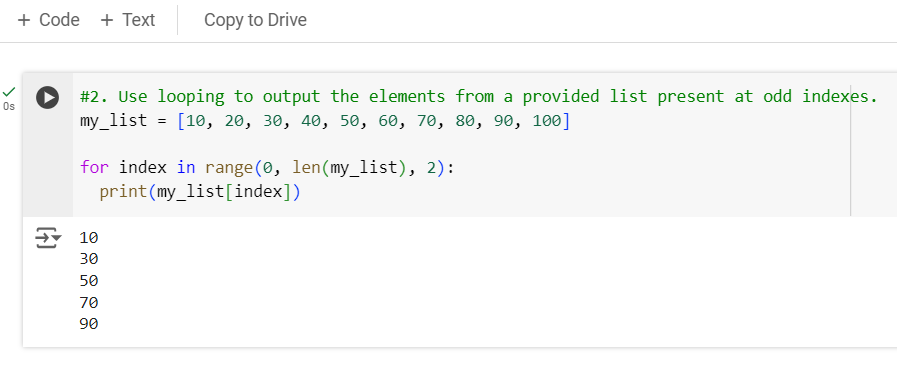 + Code + Text Copy to Drive
#2. Use looping to output the elements from a provided list present at odd indexes.
0s
my_list = [10, 20, 30, 40, 50, 60, 70, 80, 90, 100]
for index in range(0, len(my_list), 2):
  print(my_list[index])
10
30
50
70
90